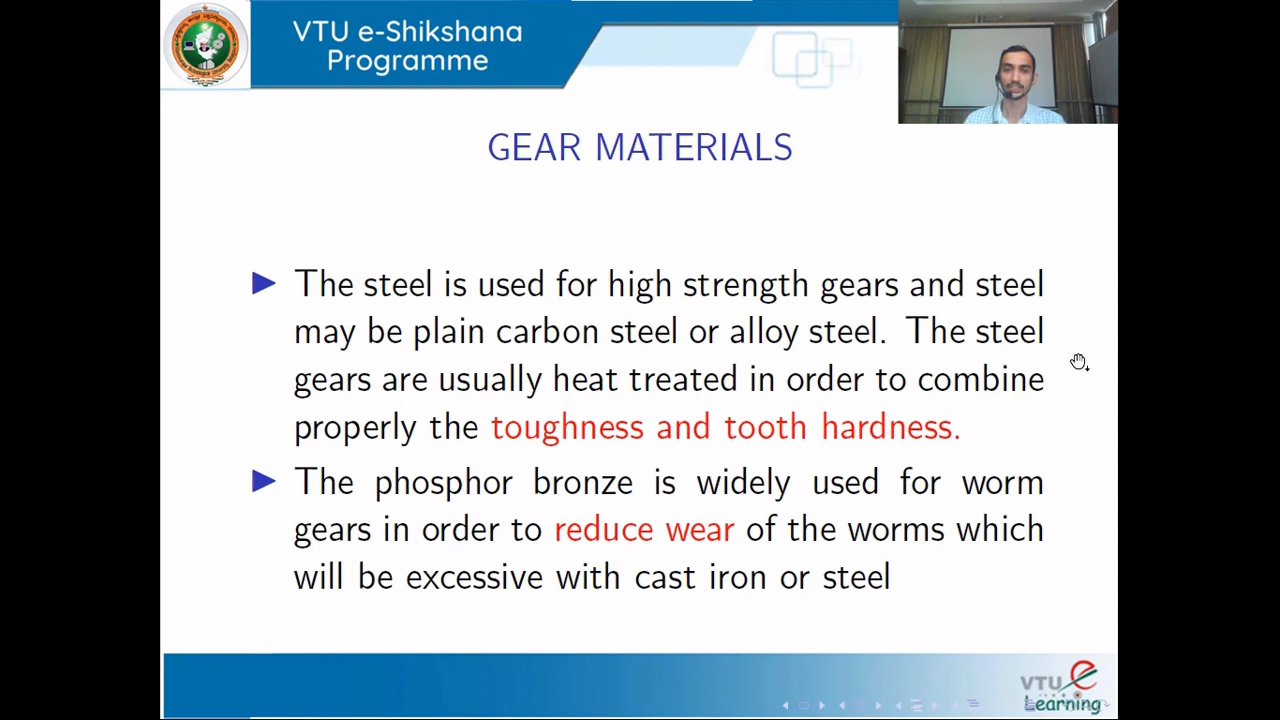 VTU e-Shikshana
Programme
GEAR MATERIALS
The steel is used for high strength gears and steel
may be plain carbon steel or alloy steel. The steel
gears are usually heat treated in order to combine
properly the toughness and tooth hardness.
The phosphor bronze is widely used for worm
gears in order to reduce wear of the worms which
will be excessive with cast iron or steel
VTU e
Learning